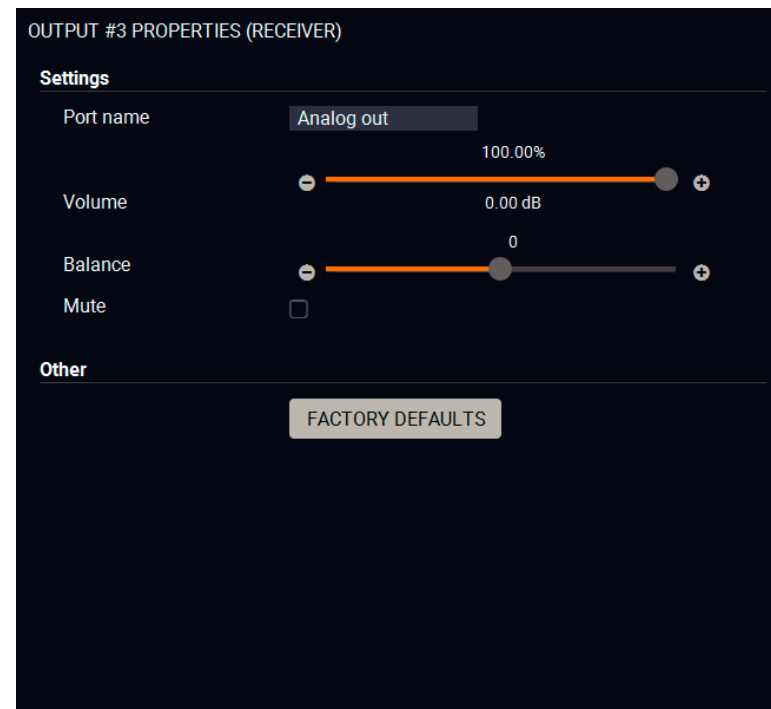 OUTPUT #3 PROPERTIES (RECEIVER)
Settings
Port name Analog out
100.00%
Volume 0.00 dB
0
Balance
Mute
Other
FACTORY DEFAULTS